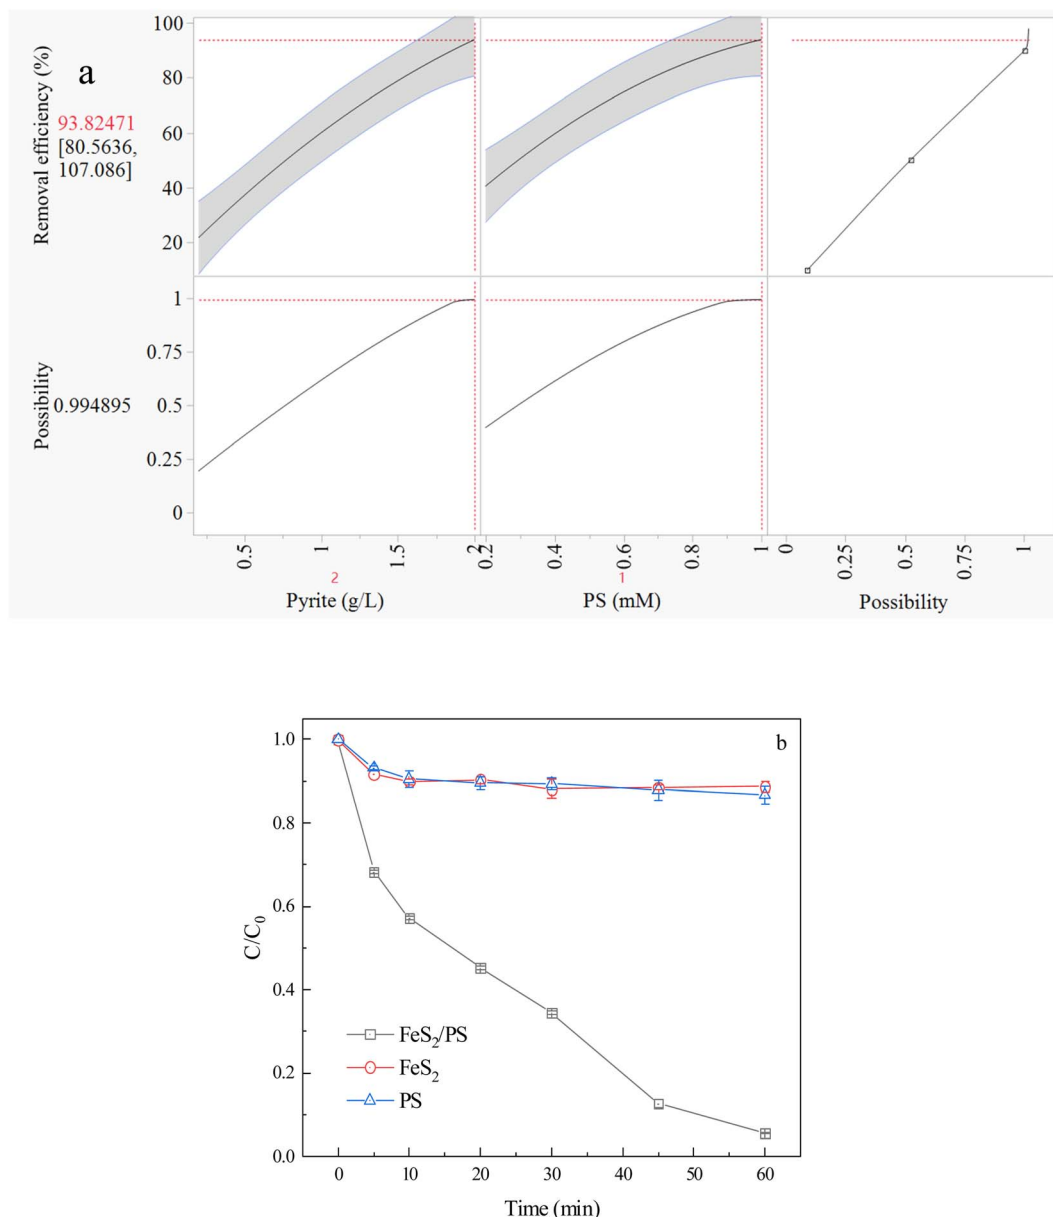 a
Removal efficiency (%)
93.82471
[80.5636,
107.086]
100
80
60
40
20
Possibility
0.994895
1
0.75
0.5
0.25
0
0.5
1
1.5
2
2
Pyrite (g/L)
0.2
0.4
0.6
0.8
1
1
PS (mM)
0
0.25
0.5
0.75
1
Possibility
b
C/C₀
1.0
0.8
0.6
0.4
0.2
0.0
FeS₂/PS
FeS₂
PS
0 10 20 30 40 50 60
Time (min)